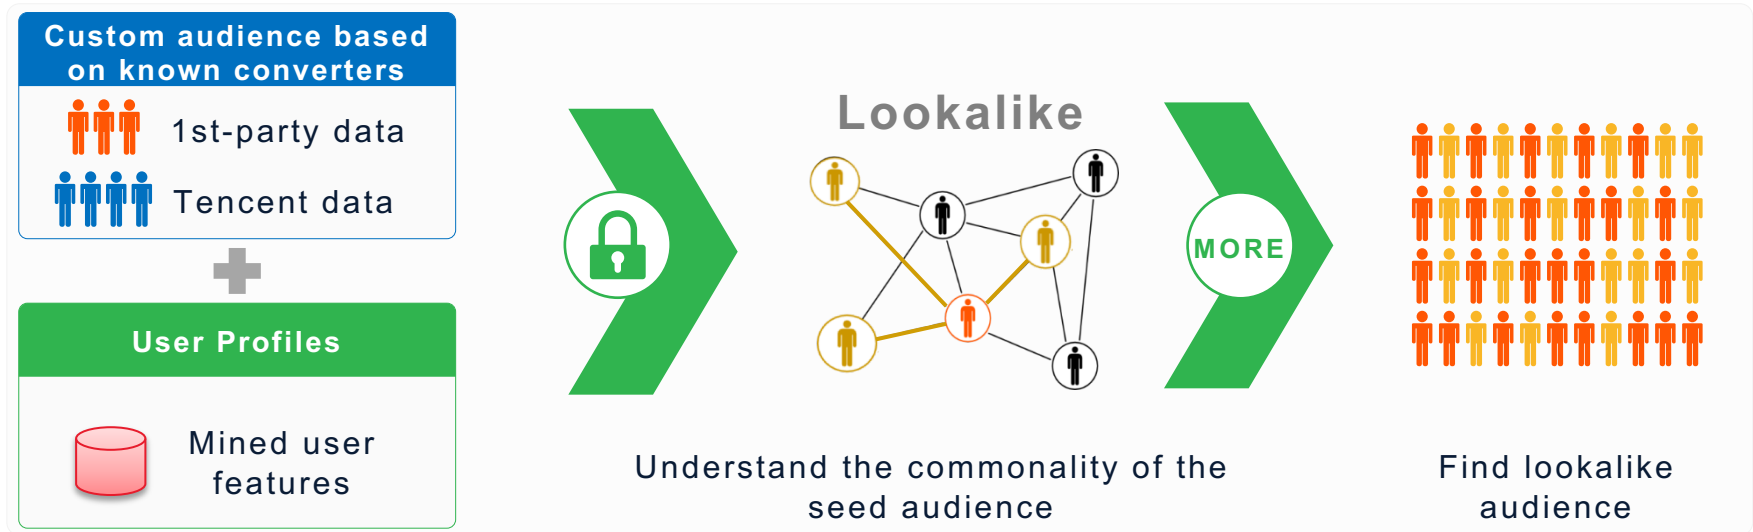 Custom audience based
on known converters
1st-party data
Tencent data
User Profiles
Mined user
features
Lookalike
Understand the commonality of the
seed audience
MORE
Find lookalike
audience